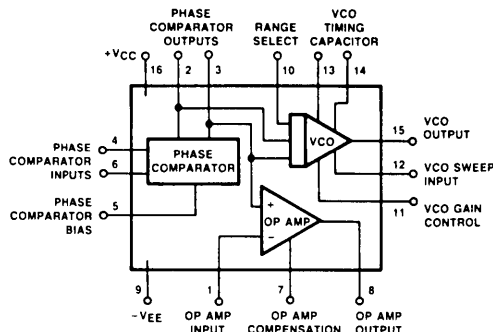 PHASE
COMPARATOR
OUTPUTS
RANGE
SELECT
VCO
TIMING
CAPACITOR
+VCC
16
2
3
10
13
14
VCO
15
VCO
OUTPUT
PHASE
COMPARATOR
INPUTS
4
6
PHASE
COMPARATOR
12
VCO SWEEP
INPUT
PHASE
COMPARATOR
BIAS
5
+
OP AMP
−
11
VCO GAIN
CONTROL
9
1
7
8
−VEE
OP AMP
INPUT
OP AMP
COMPENSATION
OP AMP
OUTPUT